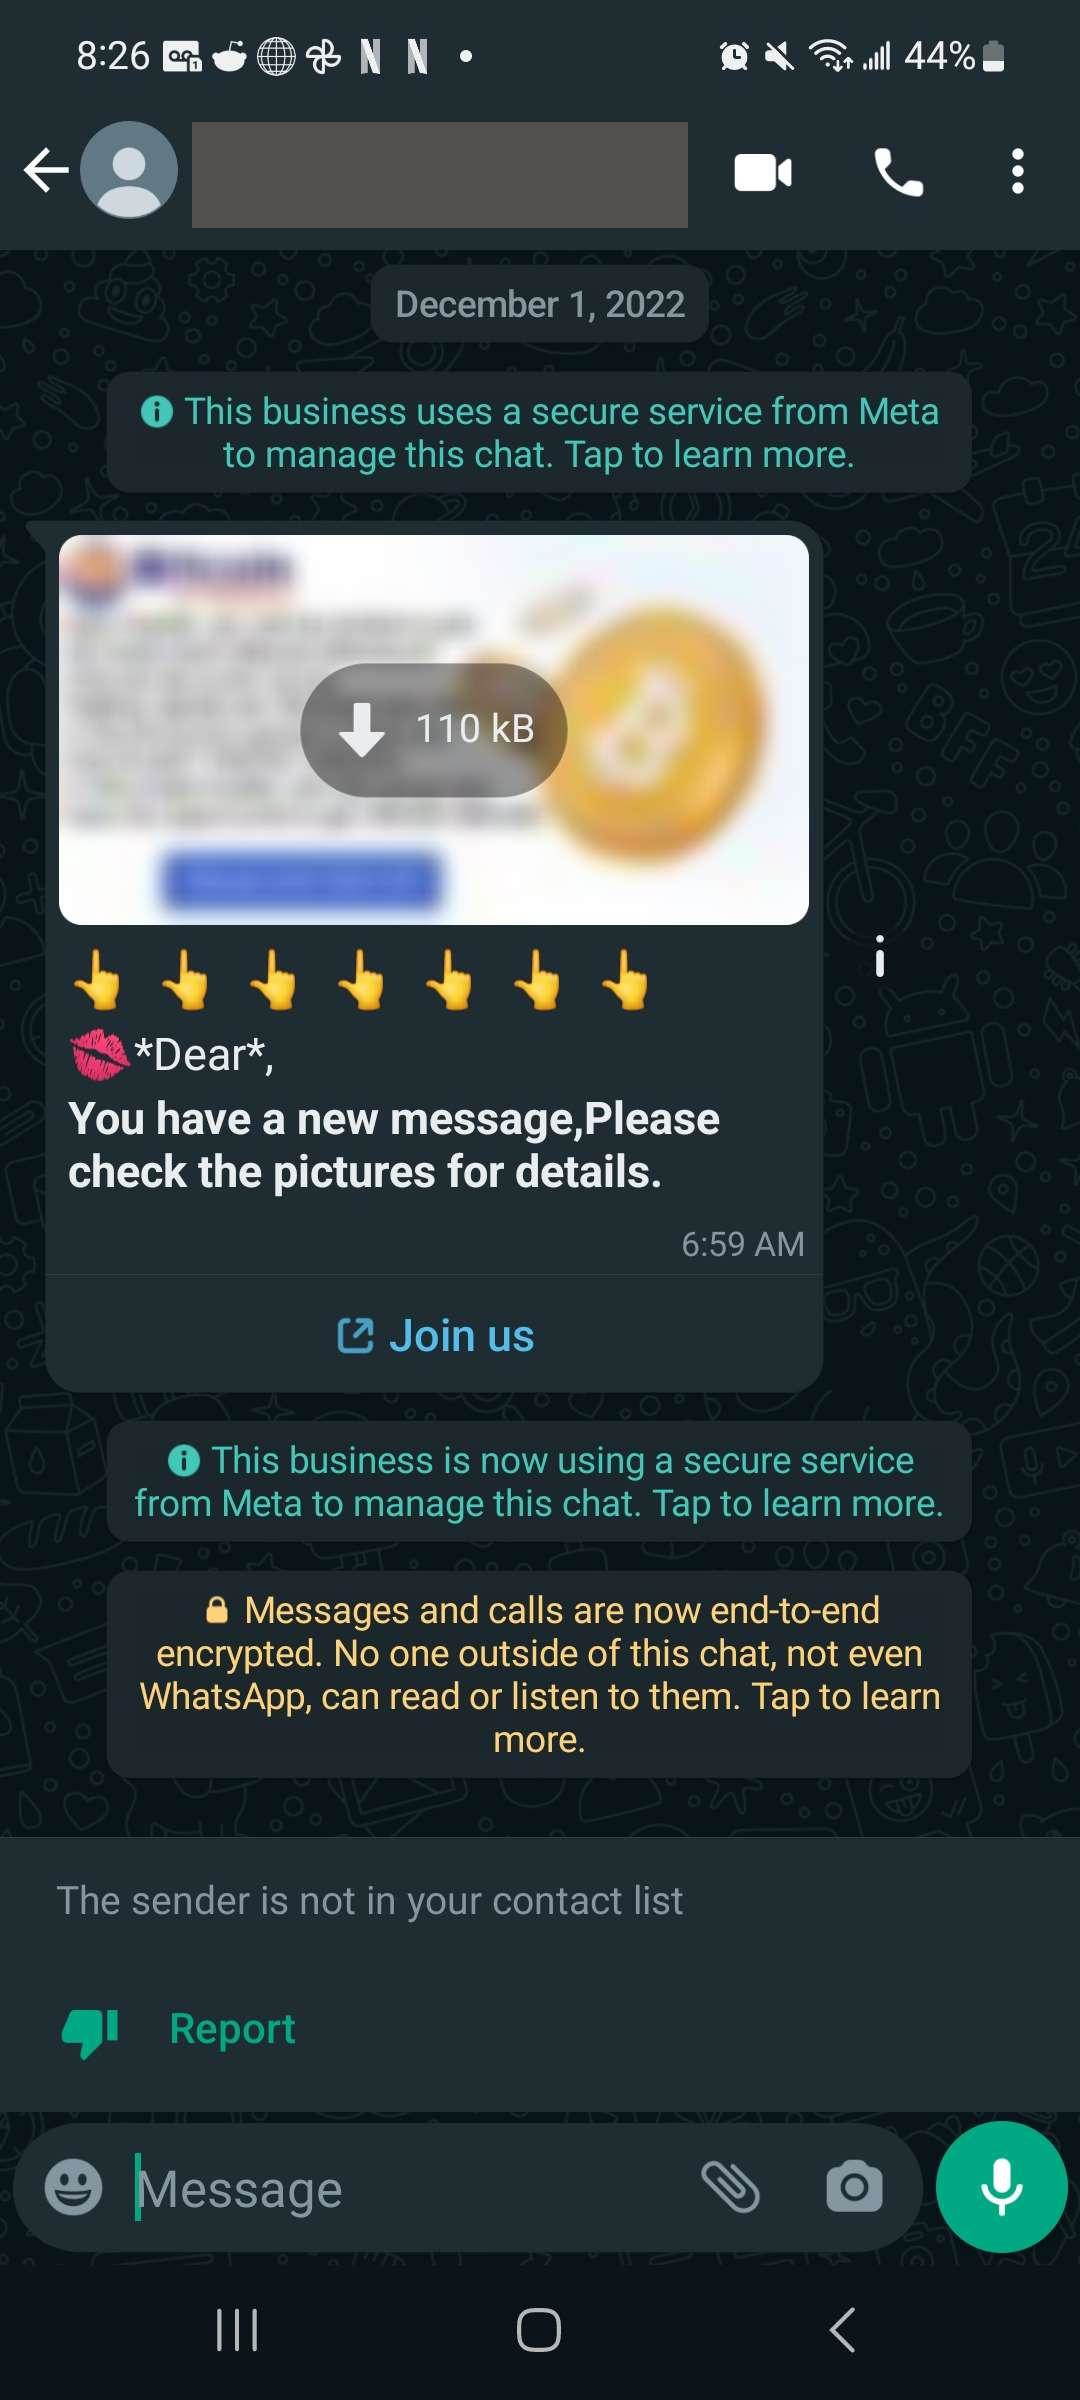 8:26
44%
December 1, 2022
This business uses a secure service from Meta
to manage this chat. Tap to learn more.
110 kB
*Dear*,
You have a new message,Please
check the pictures for details.
6:59 AM
Join us
This business is now using a secure service
from Meta to manage this chat. Tap to learn more.
Messages and calls are now end-to-end
encrypted. No one outside of this chat, not even
WhatsApp, can read or listen to them. Tap to learn
more.
The sender is not in your contact list
Report
Message